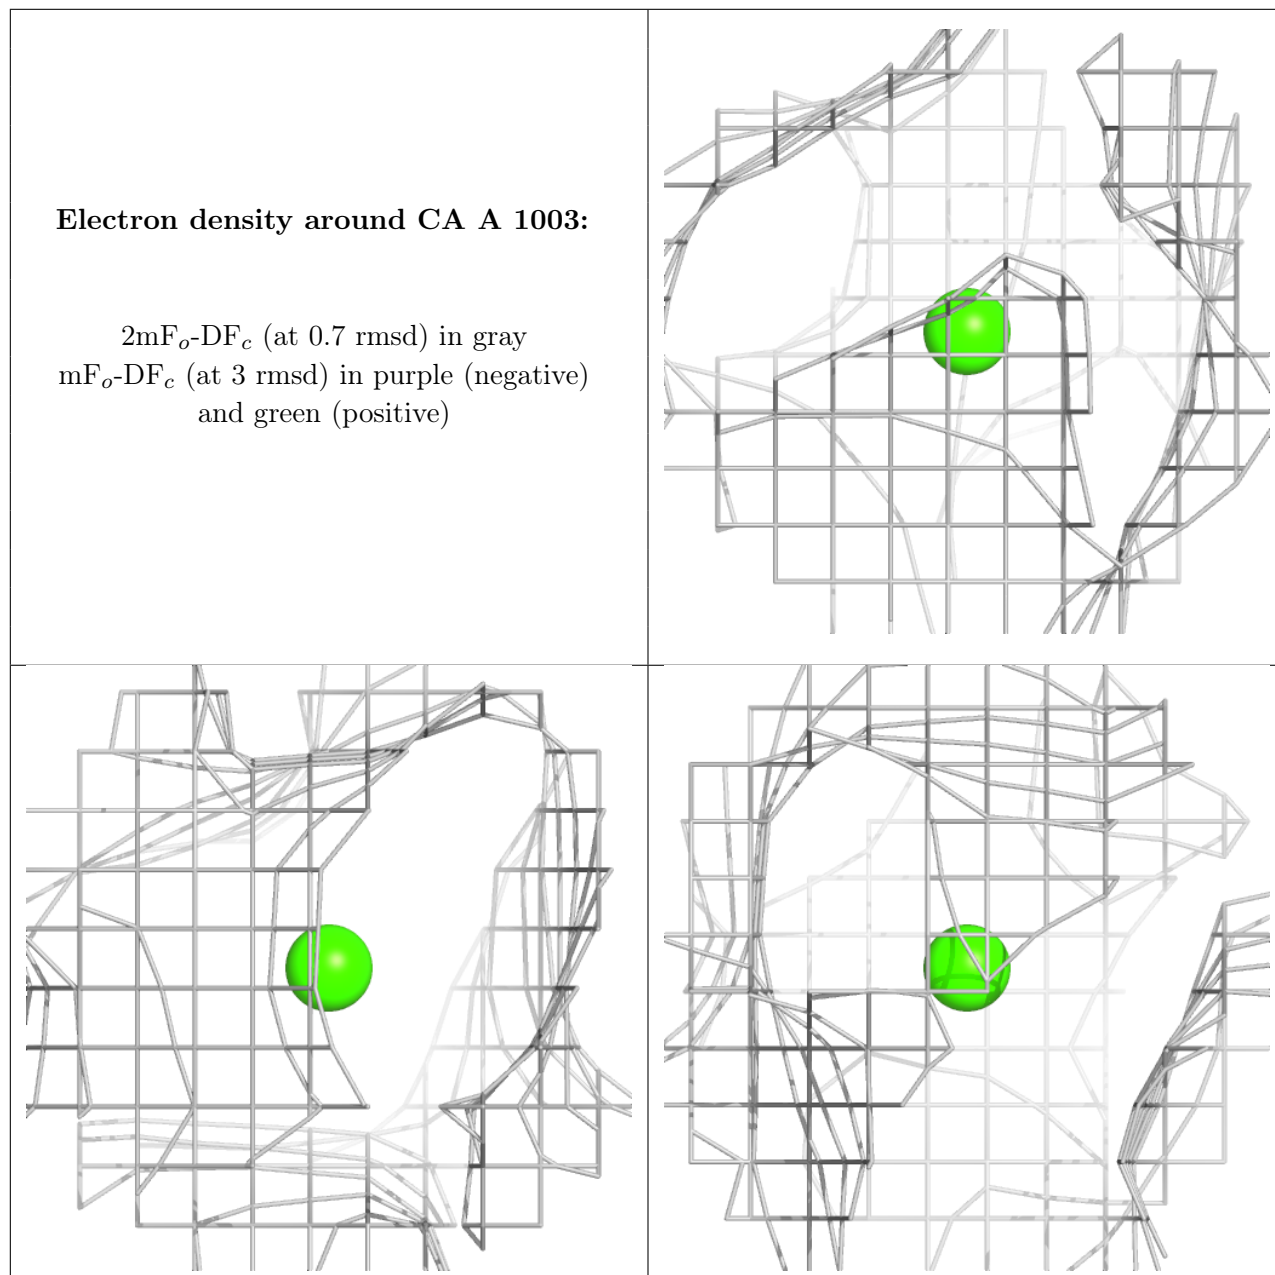 Electron density around CA A 1003:
2mFo-DFc (at 0.7 rmsd) in gray
mFo-DFc (at 3 rmsd) in purple (negative)
and green (positive)